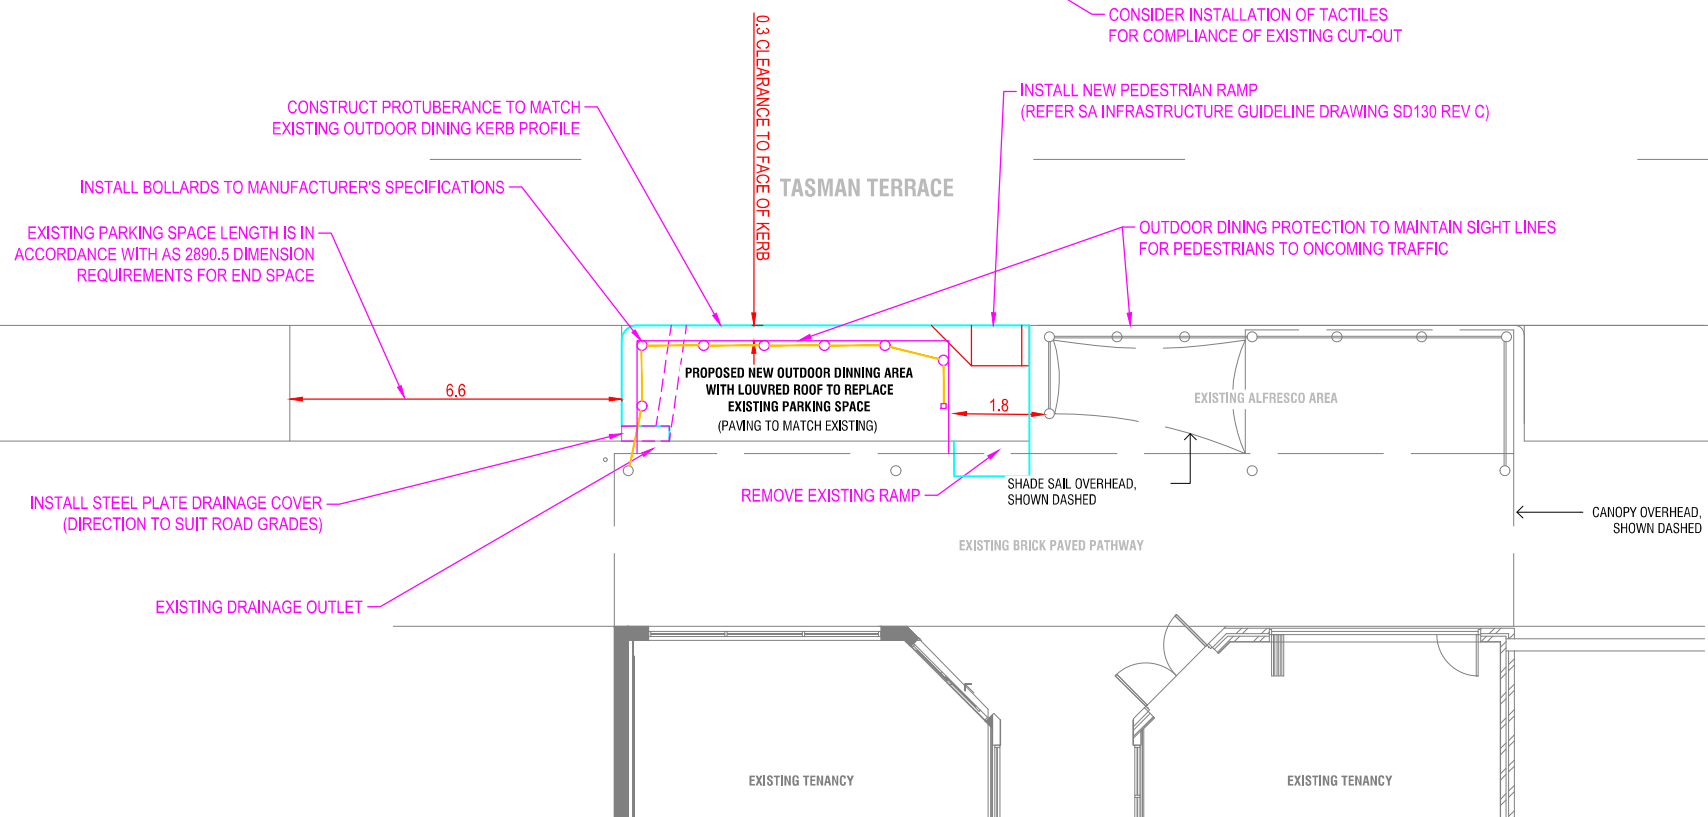 CONSIDER INSTALLATION OF TACTILES
FOR COMPLIANCE OF EXISTING CUT-OUT
0.3 CLEARANCE TO FACE OF KERB
INSTALL NEW PEDESTRIAN RAMP
(REFER SA INFRASTRUCTURE GUIDELINE DRAWING SD130 REV C)
CONSTRUCT PROTUBERANCE TO MATCH
EXISTING OUTDOOR DINING KERB PROFILE
TASMAN TERRACE
INSTALL BOLLARDS TO MANUFACTURER'S SPECIFICATIONS
EXISTING PARKING SPACE LENGTH IS IN
ACCORDANCE WITH AS 2890.5 DIMENSION
REQUIREMENTS FOR END SPACE
OUTDOOR DINING PROTECTION TO MAINTAIN SIGHT LINES
FOR PEDESTRIANS TO ONCOMING TRAFFIC
6.6
PROPOSED NEW OUTDOOR DINNING AREA
WITH LOUVRED ROOF TO REPLACE
EXISTING PARKING SPACE
(PAVING TO MATCH EXISTING)
1.8
EXISTING ALFRESCO AREA
INSTALL STEEL PLATE DRAINAGE COVER
(DIRECTION TO SUIT ROAD GRADES)
REMOVE EXISTING RAMP
SHADE SAIL OVERHEAD,
SHOWN DASHED
CANOPY OVERHEAD,
SHOWN DASHED
EXISTING BRICK PAVED PATHWAY
EXISTING DRAINAGE OUTLET
EXISTING TENANCY
EXISTING TENANCY